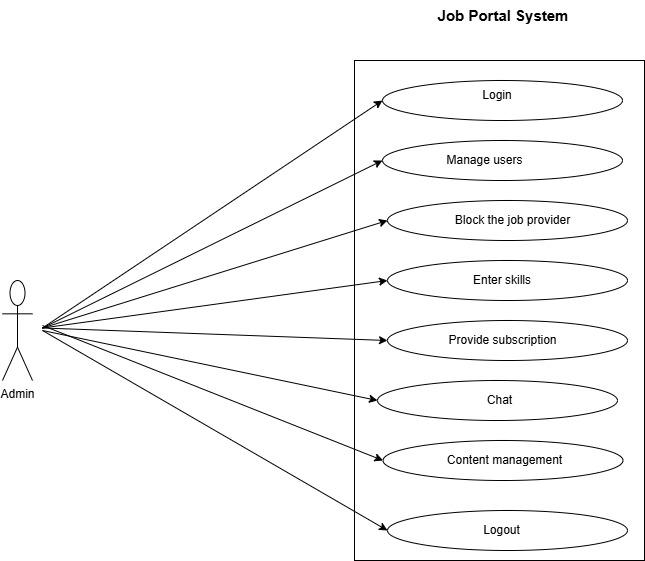 Job Portal System
Login
Manage users
Block the job provider
Enter skills
Provide subscription
Admin
Chat
Content management
Logout